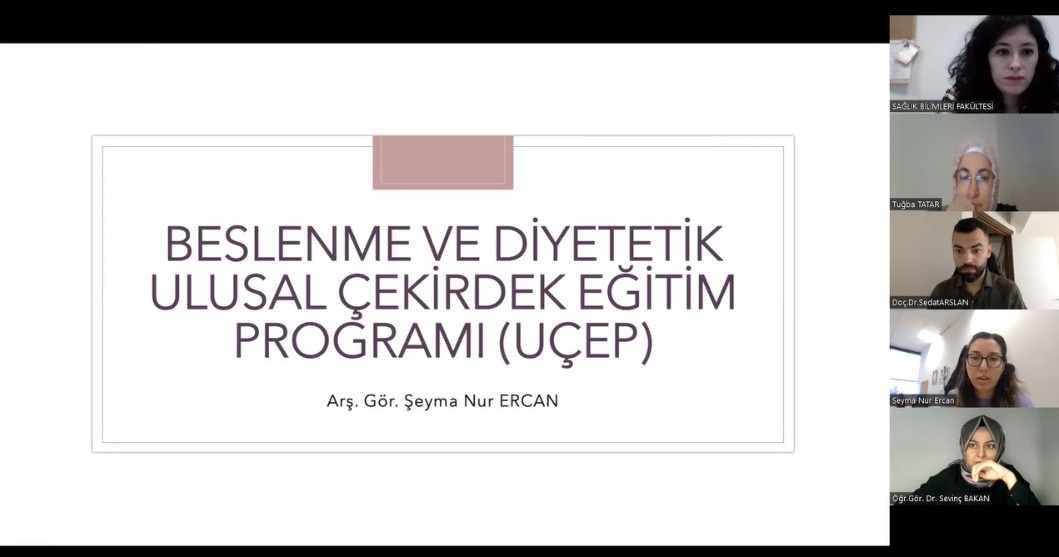 BESLENME VE DİYETETİK
ULUSAL ÇEKİRDEK EĞİTİM
PROGRAMI (UÇEP)
Arş. Gör. Şeyma Nur ERCAN
SAĞLIK BİLİMLERİ FAKÜLTESİ
Tuğba TATAR
Doç.Dr.SedatARSLAN
Seyma Nur Ercan
Öğr.Gör. Dr. Sevinç BAKAN